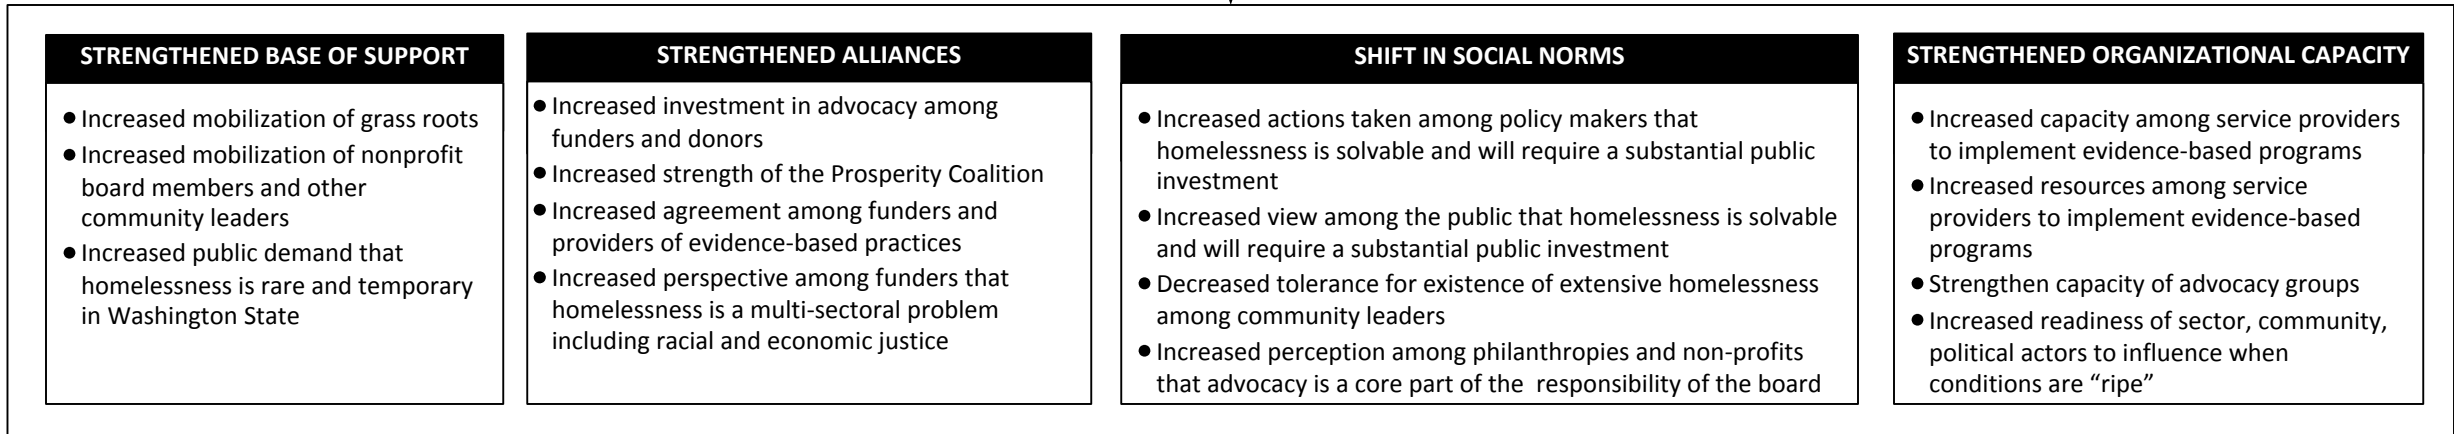 STRENGTHENED BASE OF SUPPORT
• Increased mobilization of grass roots
• Increased mobilization of nonprofit
board members and other
community leaders
• Increased public demand that
homelessness is rare and temporary
in Washington State
STRENGTHENED ALLIANCES
• Increased investment in advocacy among
funders and donors
• Increased strength of the Prosperity Coalition
• Increased agreement among funders and
providers of evidence-based practices
• Increased perspective among funders that
homelessness is a multi-sectoral problem
including racial and economic justice
SHIFT IN SOCIAL NORMS
• Increased actions taken among policy makers that
homelessness is solvable and will require a substantial public
investment
• Increased view among the public that homelessness is solvable
and will require a substantial public investment
• Decreased tolerance for existence of extensive homelessness
among community leaders
• Increased perception among philanthropies and non-profits
that advocacy is a core part of the responsibility of the board
STRENGTHENED ORGANIZATIONAL CAPACITY
• Increased capacity among service providers
to implement evidence-based programs
• Increased resources among service
providers to implement evidence-based
programs
• Strengthen capacity of advocacy groups
• Increased readiness of sector, community,
political actors to influence when
conditions are “ripe”